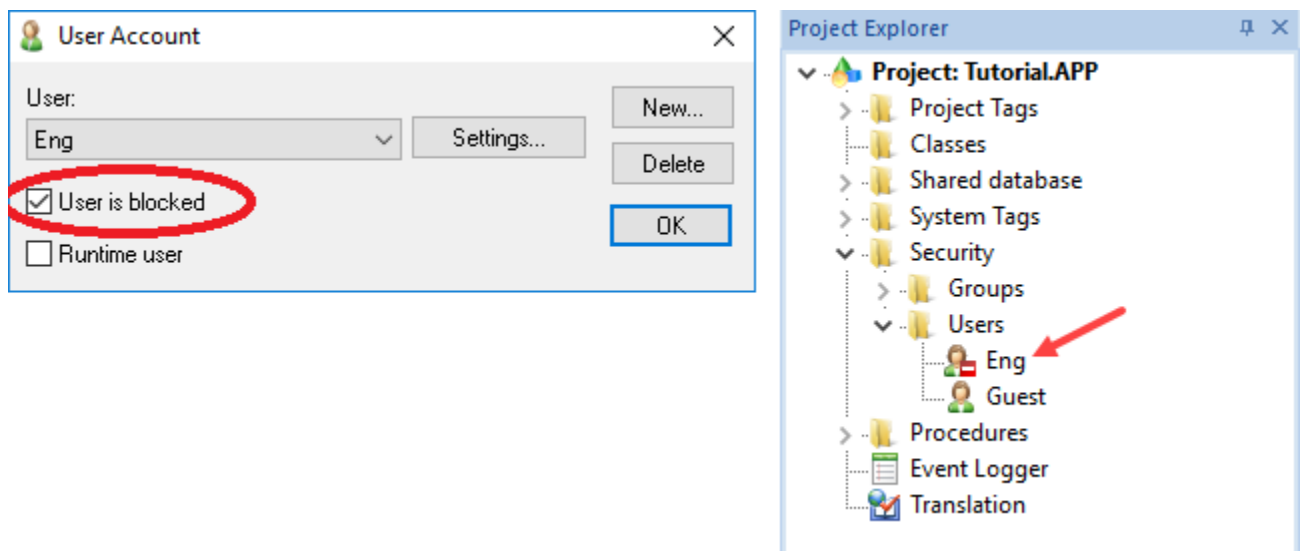 User Account
User:
Eng
Settings...
New...
Delete
OK
User is blocked
Runtime user
Project Explorer
Project: Tutorial.APP
Project Tags
Classes
Shared database
System Tags
Security
Groups
Users
Eng
Guest
Procedures
Event Logger
Translation